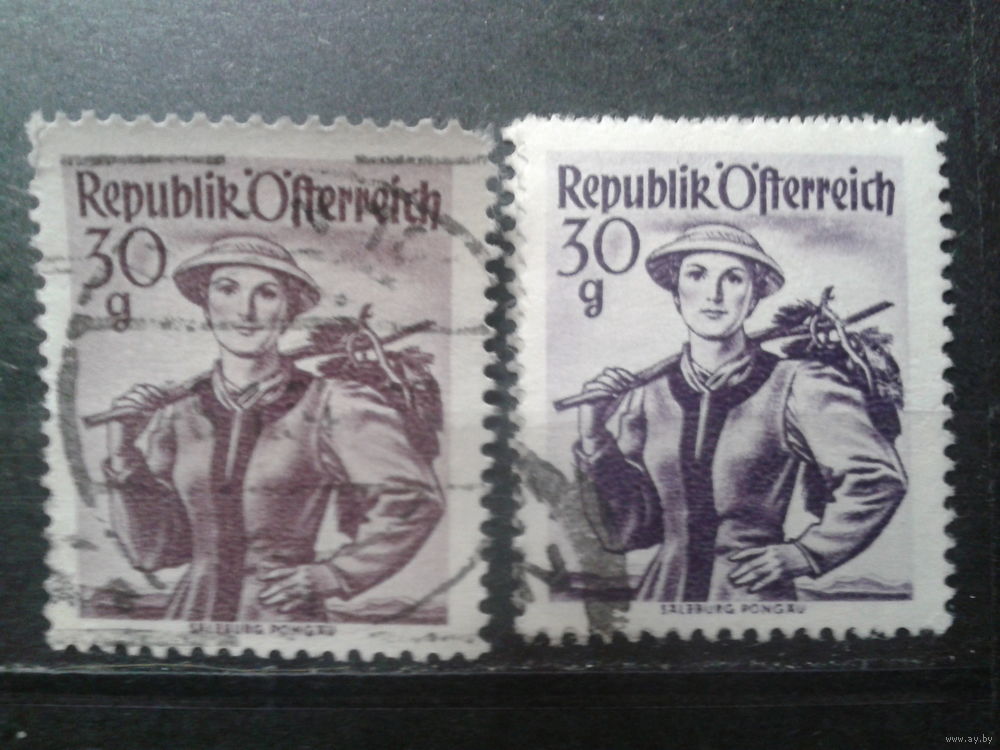 Republik Österreich
30
g
SALZBURG PONGAU
Republik Österreich
30
g
SALZBURG PONGAU
www.ay.by